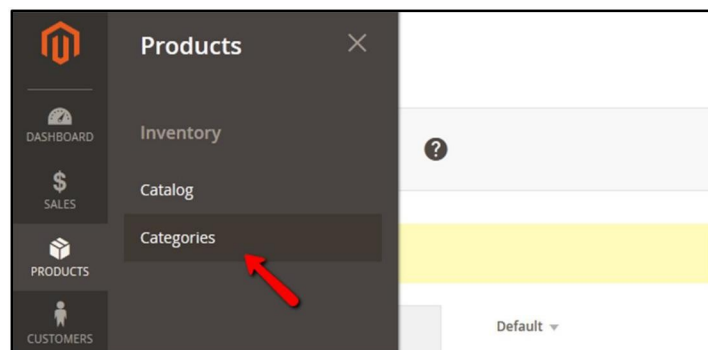 Products
DASHBOARD
Inventory
$
SALES
Catalog
Categories
PRODUCTS
Default
CUSTOMERS